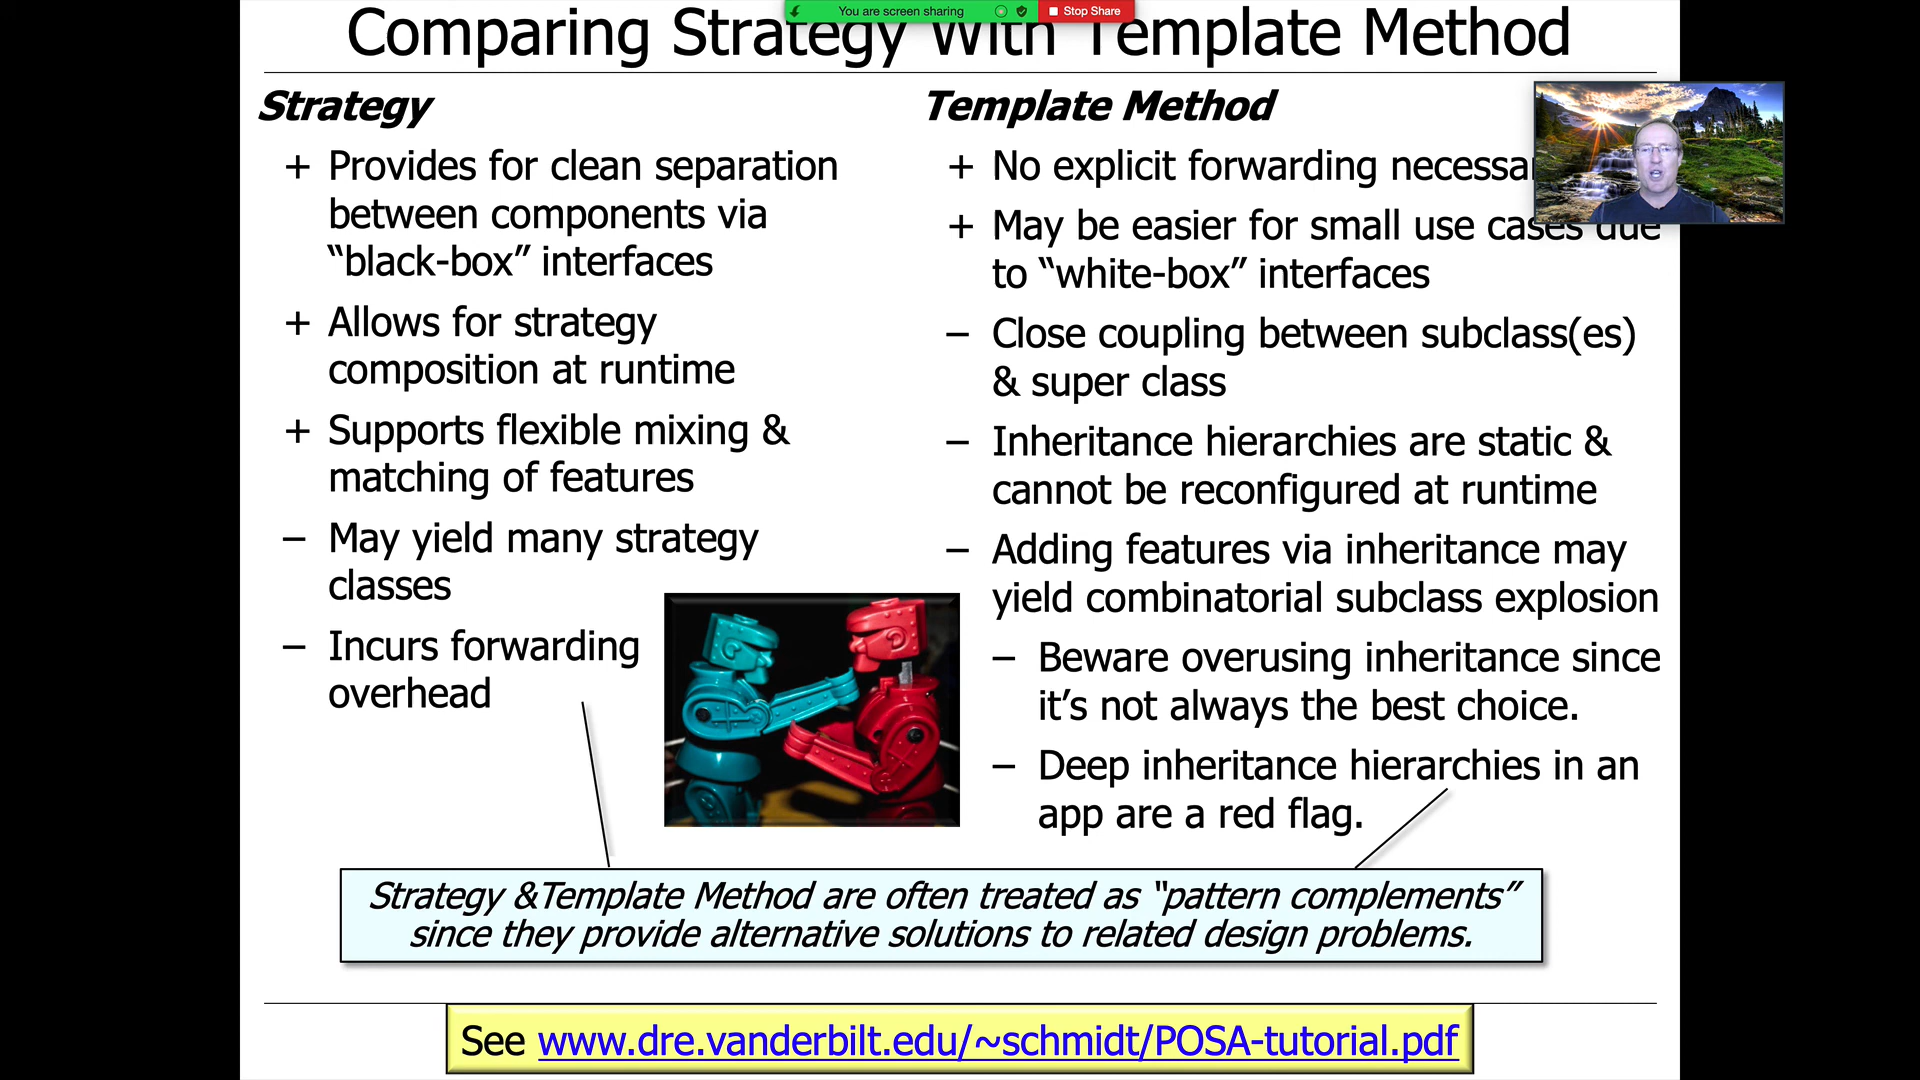 You are screen sharing
Stop Share
Comparing Strategy With Template Method
Strategy
+ Provides for clean separation
between components via
“black-box” interfaces
+ Allows for strategy
composition at runtime
+ Supports flexible mixing &
matching of features
– May yield many strategy
classes
– Incurs forwarding
overhead
Template Method
+ No explicit forwarding
+ May be easier for small use cases due
to “white-box” interfaces
– Close coupling between subclass(es)
& super class
– Inheritance hierarchies are static &
cannot be reconfigured at runtime
– Adding features via inheritance may
yield combinatorial subclass explosion
– Beware overusing inheritance since
it’s not always the best choice.
– Deep inheritance hierarchies in an
app are a red flag.
Strategy &Template Method are often treated as “pattern complements”
since they provide alternative solutions to related design problems.
See www.dre.vanderbilt.edu/~schmidt/POSA-tutorial.pdf